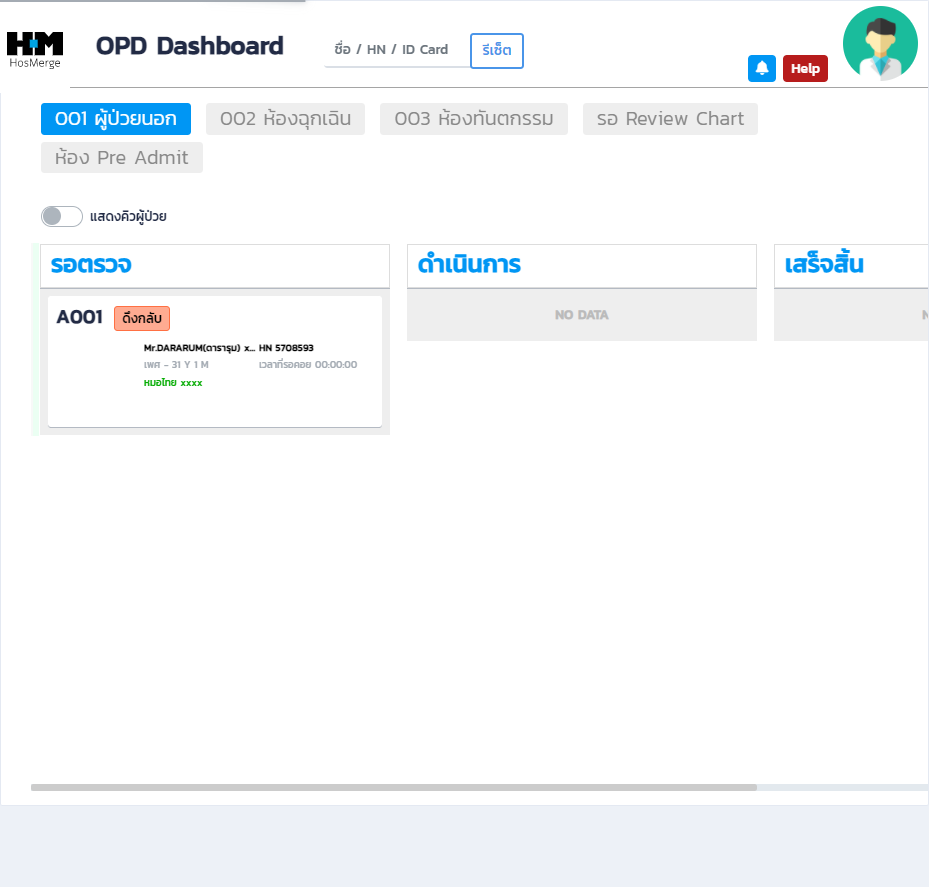 HM
HosMerge
OPD Dashboard
ชื่อ / HN / ID Card
รีเซ็ต
Help
001 ผู้ป่วยนอก
002 ห้องฉุกเฉิน
003 ห้องทันตกรรม
รอ Review Chart
ห้อง Pre Admit
แสดงคิวผู้ป่วย
รอตรวจ
ดำเนินการ
เสร็จสิ้น
A001 ดึงกลับ
NO DATA
Mr.DARARUM(ดารารุม) x... HN 5708593
เพศ - 31 Y 1 M เวลาที่รอคอย 00:00:00
หมอไทย xxxx